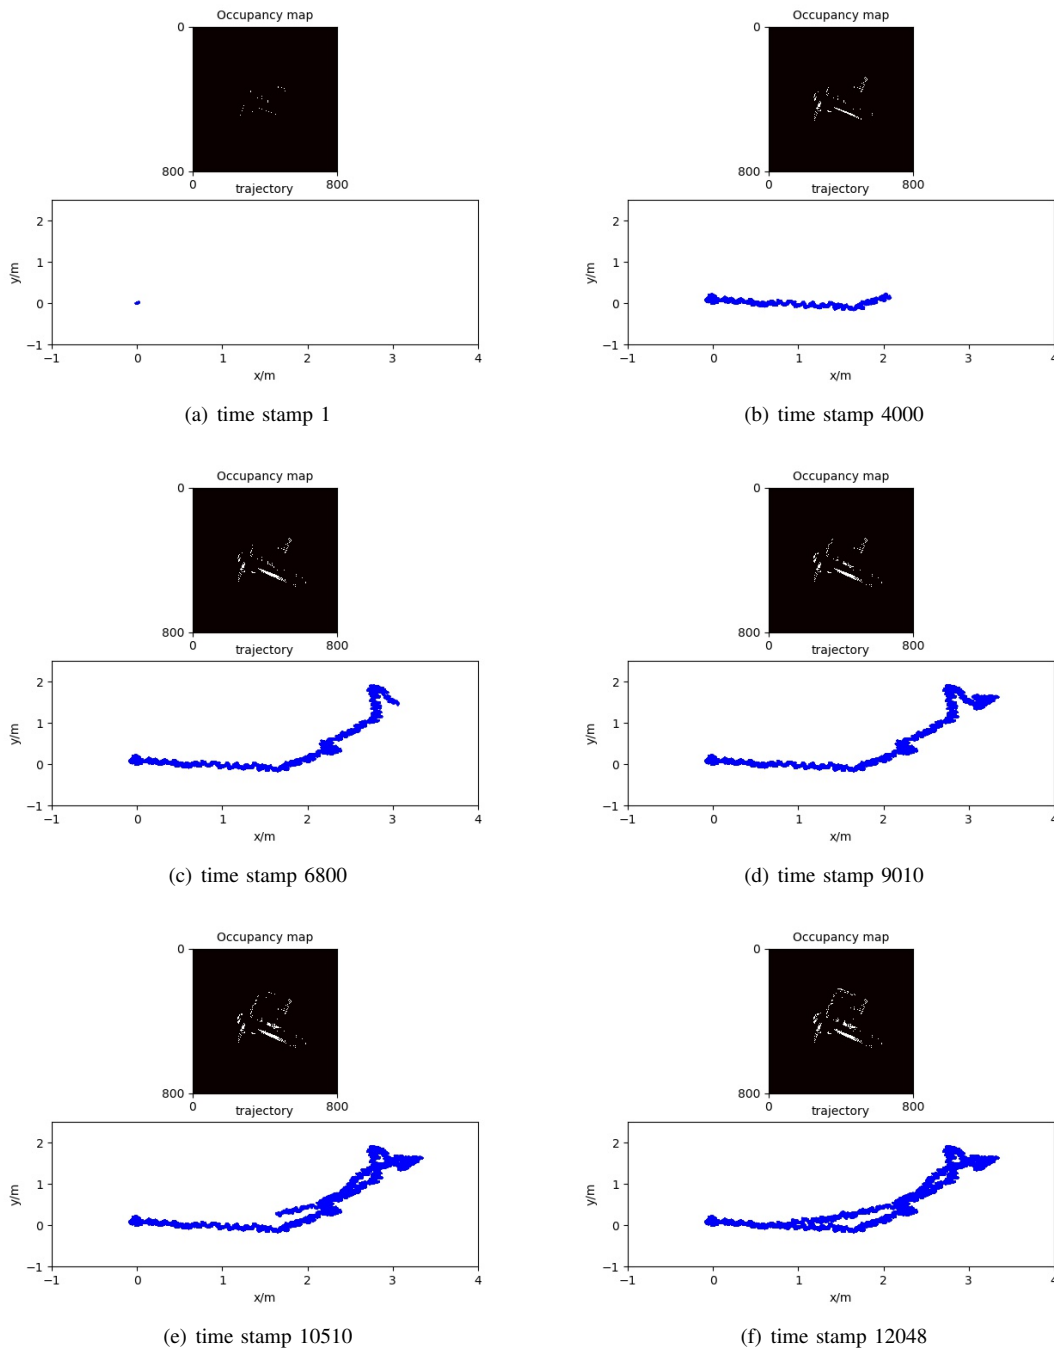 Occupancy map
0
800
0 800
trajectory
2
1
0
−1
y/m
−1 0 1 2 3 4
x/m
(a) time stamp 1
Occupancy map
0
800
0 800
trajectory
2
1
0
−1
y/m
−1 0 1 2 3 4
x/m
(b) time stamp 4000
Occupancy map
0
800
0 800
trajectory
2
1
0
−1
y/m
−1 0 1 2 3 4
x/m
(c) time stamp 6800
Occupancy map
0
800
0 800
trajectory
2
1
0
−1
y/m
−1 0 1 2 3 4
x/m
(d) time stamp 9010
Occupancy map
0
800
0 800
trajectory
2
1
0
−1
y/m
−1 0 1 2 3 4
x/m
(e) time stamp 10510
Occupancy map
0
800
0 800
trajectory
2
1
0
−1
y/m
−1 0 1 2 3 4
x/m
(f) time stamp 12048